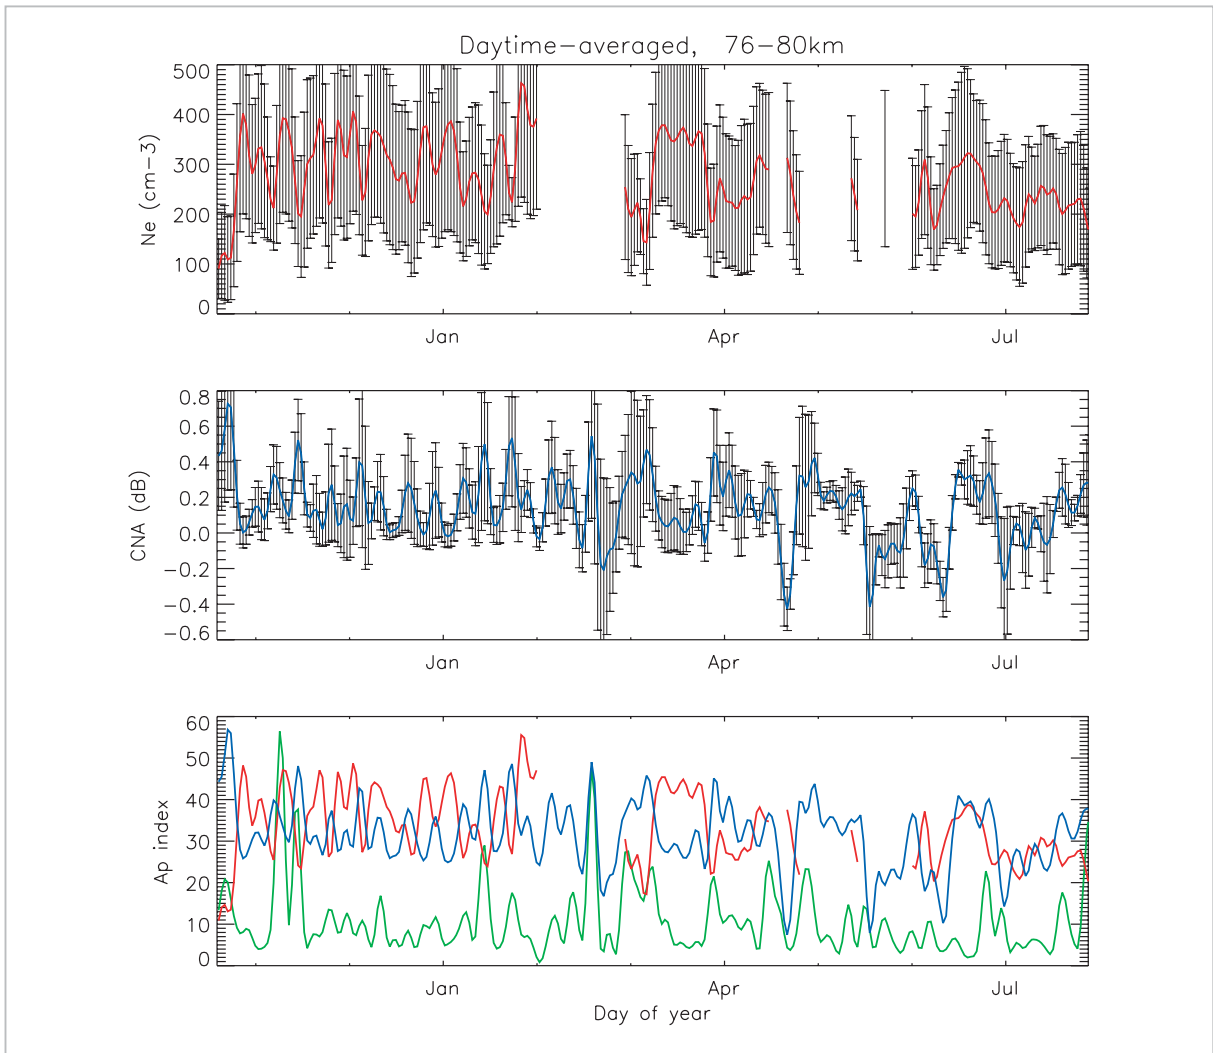 Daytime-averaged, 76-80km
Ne (cm-3)
500
400
300
200
100
0
Jan Apr Jul
CNA (dB)
0.8
0.6
0.4
0.2
0.0
-0.2
-0.4
-0.6
Jan Apr Jul
Ap index
60
50
40
30
20
10
0
Jan Apr Jul
Day of year